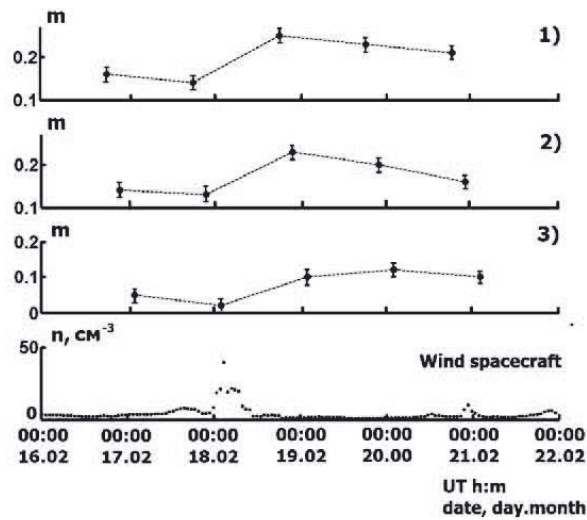 m
1)
0.2
0.1
m
2)
0.2
0.1
m
3)
0.2
0.1
0
n, см⁻³
50
Wind spacecraft
0
00:00 00:00 00:00 00:00 00:00 00:00 00:00
16.02 17.02 18.02 19.02 20.00 21.02 22.02
UT h:m
date, day.month